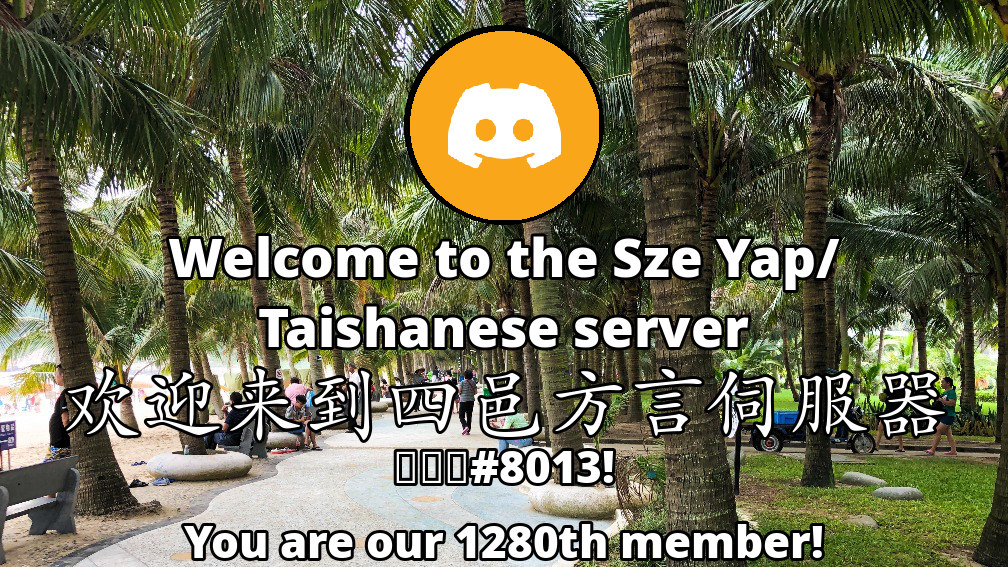 Welcome to the Sze Yap/
Taishanese server
欢迎来到四邑方言伺服器
#8013!
You are our 1280th member!